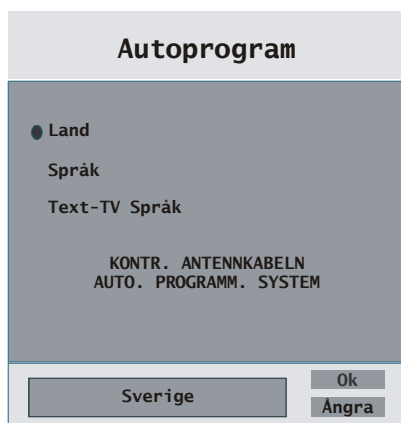 Autoprogram
Land
Språk
Text-TV Språk
KONTR. ANTENNKABELN
AUTO. PROGRAMM. SYSTEM
Sverige
Ok
Ångra